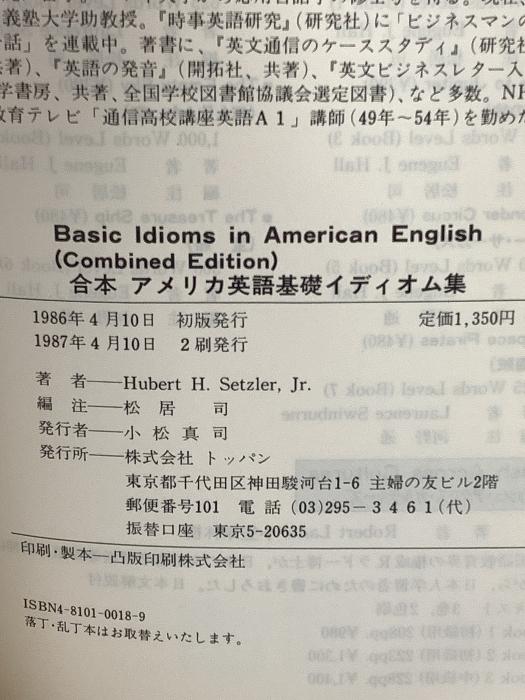 義塾大学助教授。『時事英語研究』(研究社)に「ビジネスマンの
話」を連載中。著書に、『英文通信のケーススタディ』(研究社
共著)、『英語の発音』(開拓社、共著)、『英文ビジネスレター入
学書房、共著、全国学校図書館協議会選定図書)、など多数。NH
教育テレビ「通信高校講座英語A1」講師(49年～54年)を勤めた
Basic Idioms in American English
(Combined Edition)
合本 アメリカ英語基礎イディオム集
1986年4月10日 初版発行 定価1,350円
1987年4月10日 2刷発行
著 者──Hubert H. Setzler, Jr.
編 注──松 居 司
発行者──小 松 真 司
発行所──株式会社 トッパン
東京都千代田区神田駿河台1-6 主婦の友ビル2階
郵便番号101 電 話 (03)295-3461(代)
振替口座 東京5-20635
印刷・製本──凸版印刷株式会社
ISBN4-8101-0018-9
落丁・乱丁本はお取替えいたします。